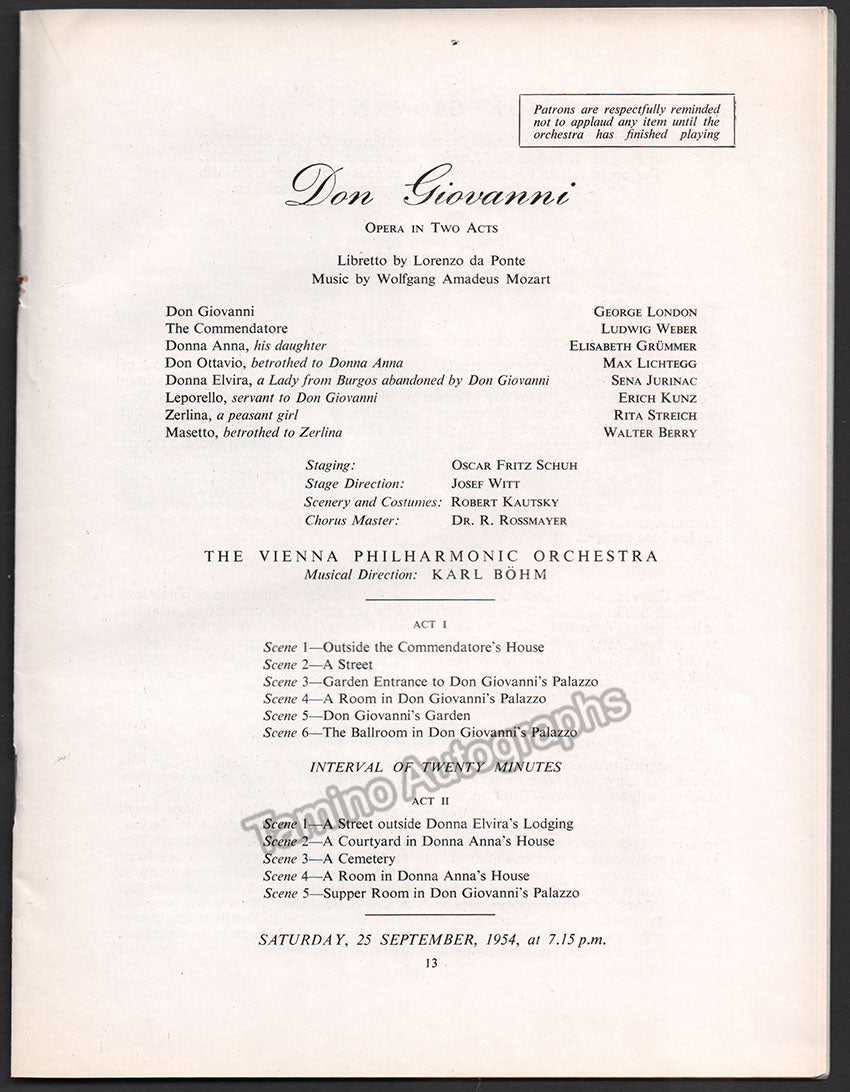 Patrons are respectfully reminded
not to applaud any item until the
orchestra has finished playing
Don Giovanni
Opera in Two Acts
Libretto by Lorenzo da Ponte
Music by Wolfgang Amadeus Mozart
Don Giovanni George London
The Commendatore Ludwig Weber
Donna Anna, his daughter Elisabeth Grümmer
Don Ottavio, betrothed to Donna Anna Max Lichtegg
Donna Elvira, a Lady from Burgos abandoned by Don Giovanni Sena Jurinac
Leporello, servant to Don Giovanni Erich Kunz
Zerlina, a peasant girl Rita Streich
Masetto, betrothed to Zerlina Walter Berry
Staging: Oscar Fritz Schuh
Stage Direction: Josef Witt
Scenery and Costumes: Robert Kautsky
Chorus Master: Dr. R. Rossmayer
THE VIENNA PHILHARMONIC ORCHESTRA
Musical Direction: KARL BÖHM
ACT I
Scene 1—Outside the Commendatore's House
Scene 2—A Street
Scene 3—Garden Entrance to Don Giovanni's Palazzo
Scene 4—A Room in Don Giovanni's Palazzo
Scene 5—Don Giovanni's Garden
Scene 6—The Ballroom in Don Giovanni's Palazzo
INTERVAL OF TWENTY MINUTES
Tamino Autographs
ACT II
Scene 1—A Street outside Donna Elvira's Lodging
Scene 2—A Courtyard in Donna Anna's House
Scene 3—A Cemetery
Scene 4—A Room in Donna Anna's House
Scene 5—Supper Room in Don Giovanni's Palazzo
SATURDAY, 25 SEPTEMBER, 1954, at 7.15 p.m.
13